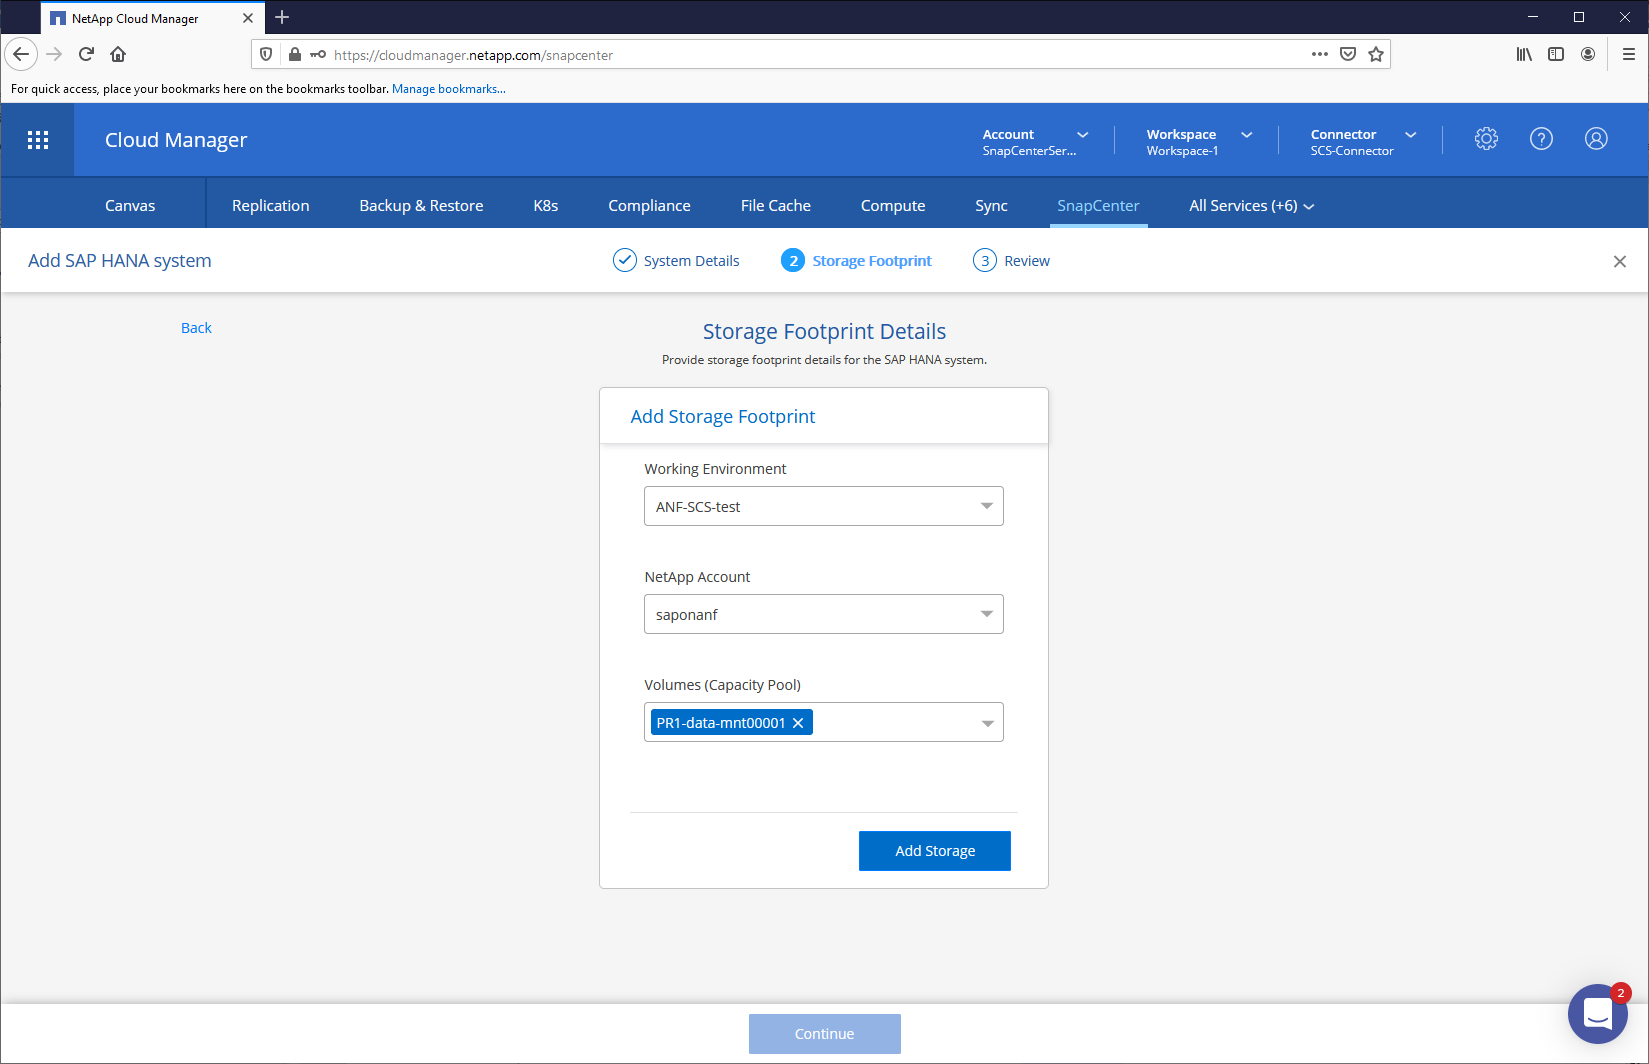 NetApp Cloud Manager
https://cloudmanager.netapp.com/snapcenter
For quick access, place your bookmarks here on the bookmarks toolbar. Manage bookmarks...
Cloud Manager
Account
SnapCenterSer...
Workspace
Workspace-1
Connector
SCS-Connector
Canvas
Replication
Backup & Restore
K8s
Compliance
File Cache
Compute
Sync
SnapCenter
All Services (+6)
Add SAP HANA system
System Details
2 Storage Footprint
3 Review
Back
Storage Footprint Details
Provide storage footprint details for the SAP HANA system.
Add Storage Footprint
Working Environment
ANF-SCS-test
NetApp Account
saponanf
Volumes (Capacity Pool)
PR1-data-mnt00001
Add Storage
2
Continue